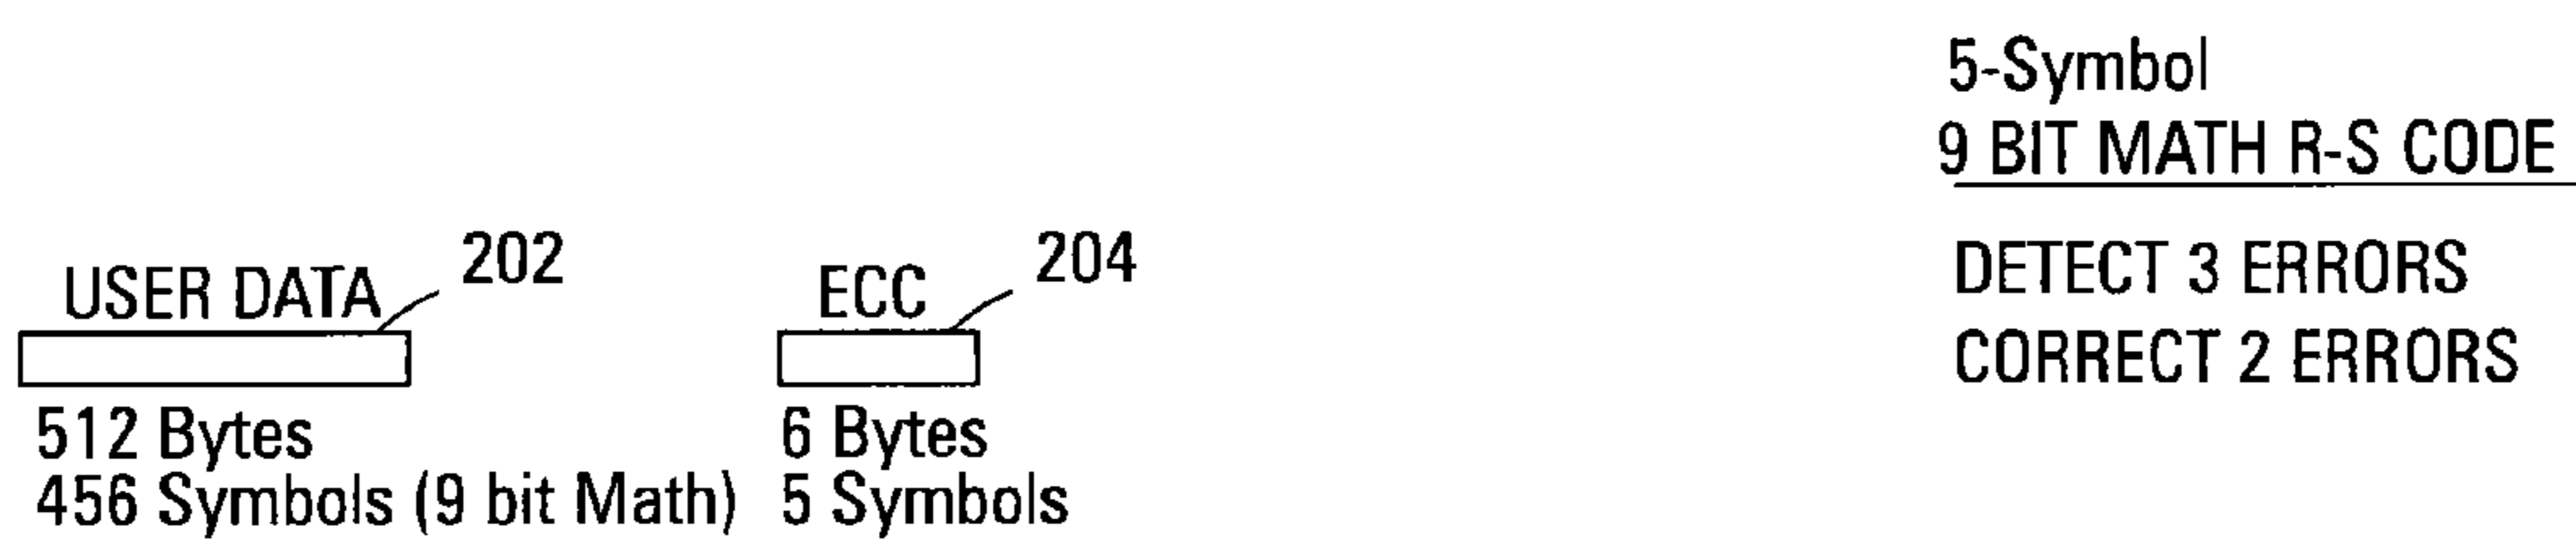 5-Symbol
9 BIT MATH R-S CODE
DETECT 3 ERRORS
CORRECT 2 ERRORS
USER DATA 202
512 Bytes
456 Symbols (9 bit Math)
ECC 204
6 Bytes
5 Symbols